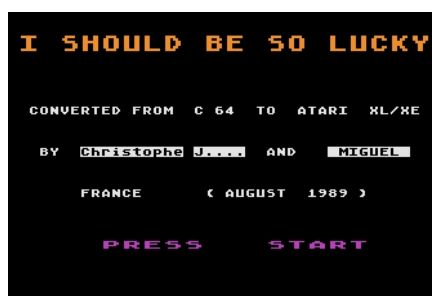 I SHOULD BE SO LUCKY
CONVERTED FROM C 64 TO ATARI XL/XE
BY Christophe J.... AND MIGUEL
FRANCE ( AUGUST 1989 )
PRESS START